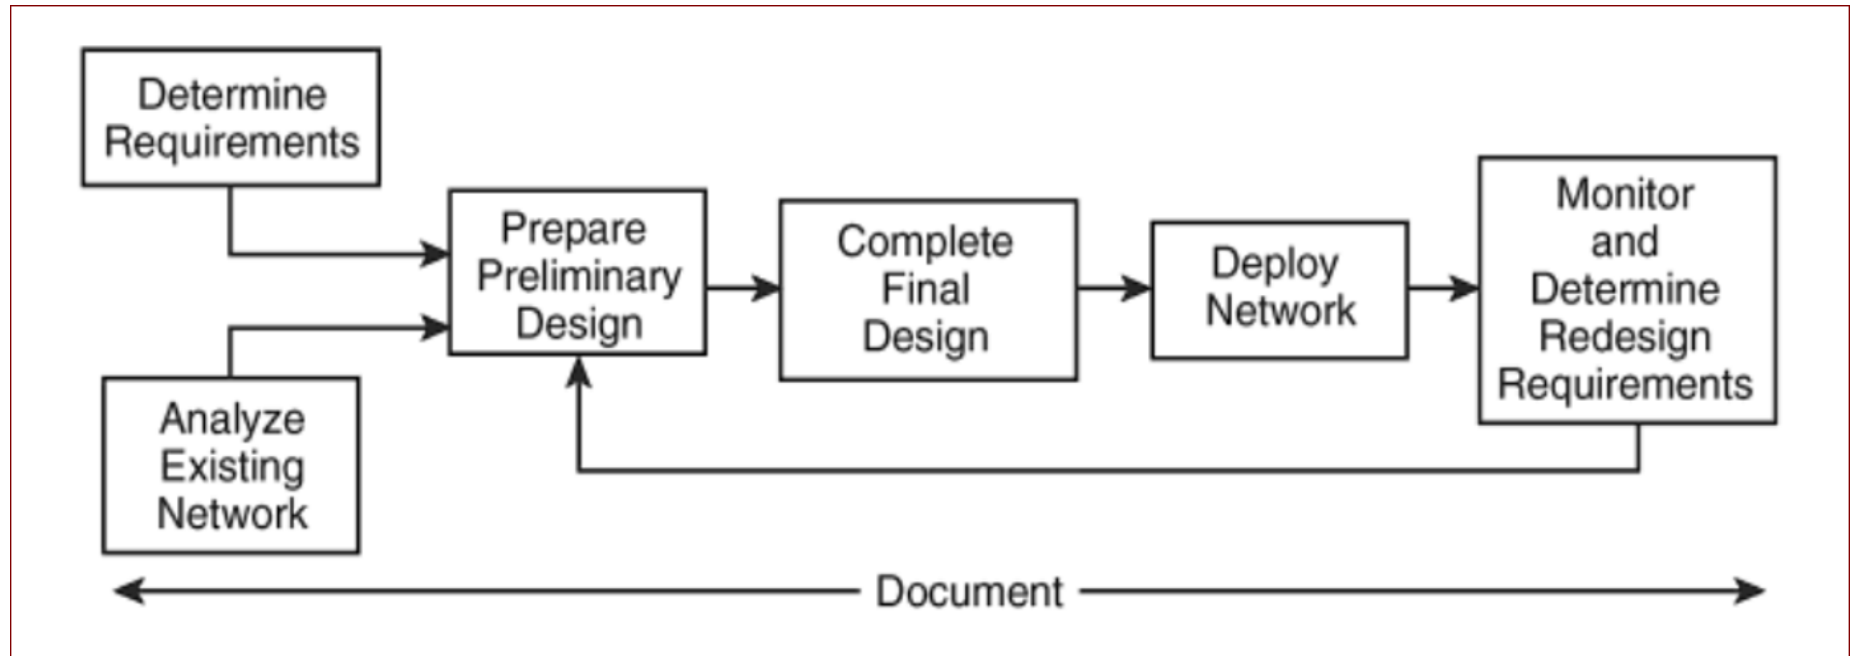 Determine
Requirements
Analyze
Existing
Network
Prepare
Preliminary
Design
Complete
Final
Design
Deploy
Network
Monitor
and
Determine
Redesign
Requirements
Document